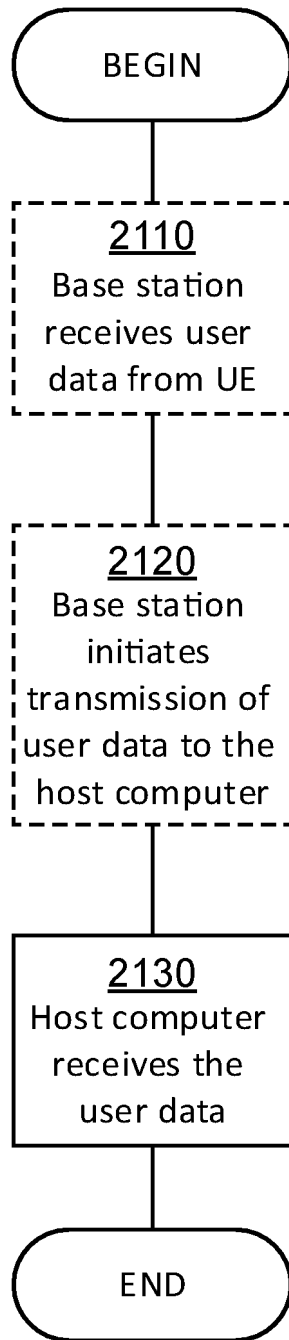 BEGIN
2110
Base station
receives user
data from UE
2120
Base station
initiates
transmission of
user data to the
host computer
2130
Host computer
receives the
user data
END